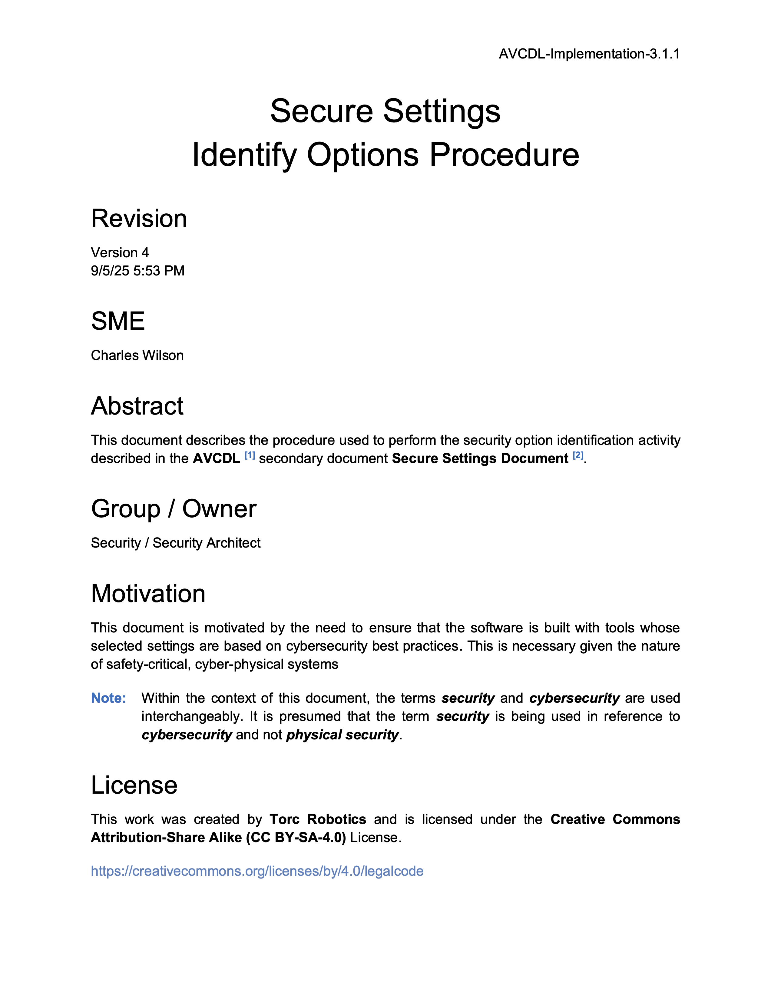 AVCDL-Implementation-3.1.1
Secure Settings
Identify Options Procedure
Revision
Version 4
9/5/25 5:53 PM
SME
Charles Wilson
Abstract
This document describes the procedure used to perform the security option identification activity
described in the AVCDL [1] secondary document Secure Settings Document [2].
Group / Owner
Security / Security Architect
Motivation
This document is motivated by the need to ensure that the software is built with tools whose
selected settings are based on cybersecurity best practices. This is necessary given the nature
of safety-critical, cyber-physical systems
Note: Within the context of this document, the terms security and cybersecurity are used
interchangeably. It is presumed that the term security is being used in reference to
cybersecurity and not physical security.
License
This work was created by Torc Robotics and is licensed under the Creative Commons
Attribution-Share Alike (CC BY-SA-4.0) License.
https://creativecommons.org/licenses/by/4.0/legalcode